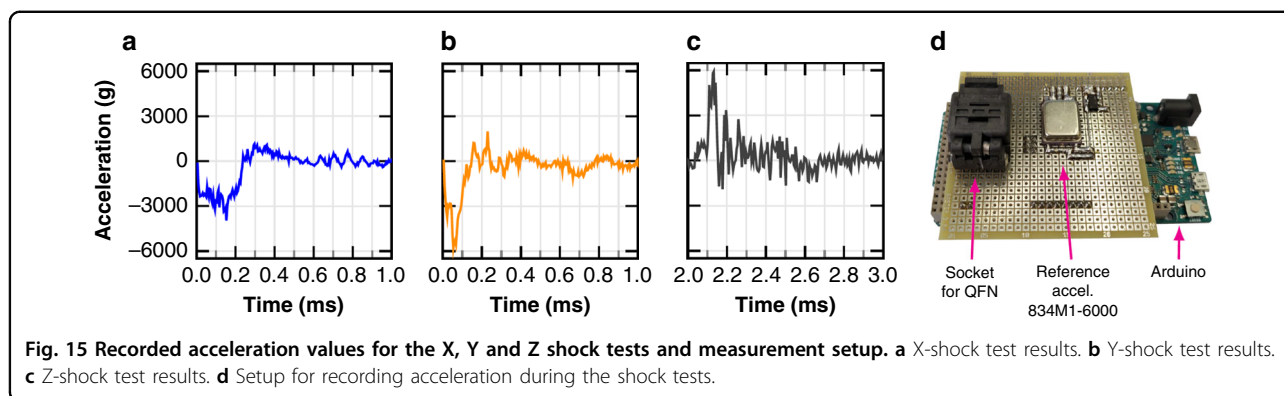 a
b
c
d
Acceleration (g)
6000
3000
0
−3000
−6000
0.0 0.2 0.4 0.6 0.8 1.0
Time (ms)
0.0 0.2 0.4 0.6 0.8 1.0
Time (ms)
2.0 2.2 2.4 2.6 2.8 3.0
Time (ms)
Socket
for QFN
Reference
accel.
834M1-6000
Arduino
Fig. 15 Recorded acceleration values for the X, Y and Z shock tests and measurement setup. a X-shock test results. b Y-shock test results.
c Z-shock test results. d Setup for recording acceleration during the shock tests.